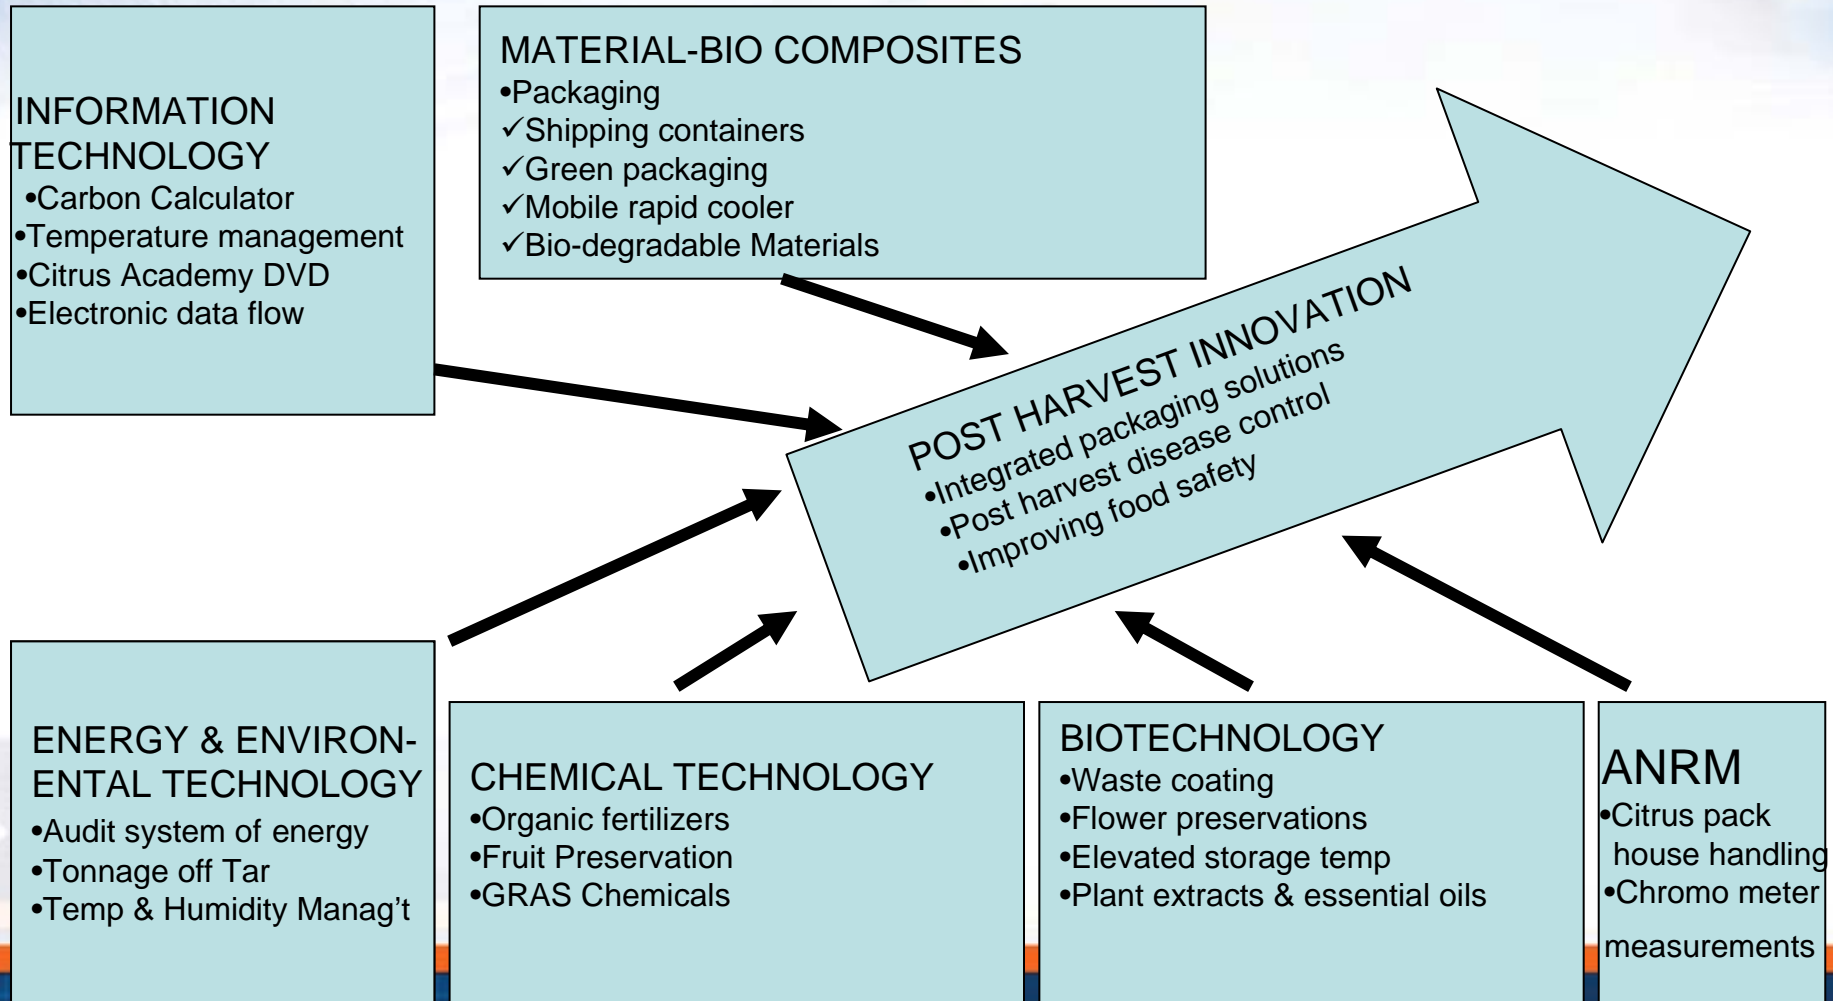 INFORMATION
TECHNOLOGY
•Carbon Calculator
•Temperature management
•Citrus Academy DVD
•Electronic data flow
MATERIAL-BIO COMPOSITES
•Packaging
✓Shipping containers
✓Green packaging
✓Mobile rapid cooler
✓Bio-degradable Materials
POST HARVEST INNOVATION
•Integrated packaging solutions
•Post harvest disease control
•Improving food safety
ENERGY & ENVIRON-
ENTAL TECHNOLOGY
•Audit system of energy
•Tonnage off Tar
•Temp & Humidity Manag’t
CHEMICAL TECHNOLOGY
•Organic fertilizers
•Fruit Preservation
•GRAS Chemicals
BIOTECHNOLOGY
•Waste coating
•Flower preservations
•Elevated storage temp
•Plant extracts & essential oils
ANRM
•Citrus pack
house handling
•Chromo meter
measurements